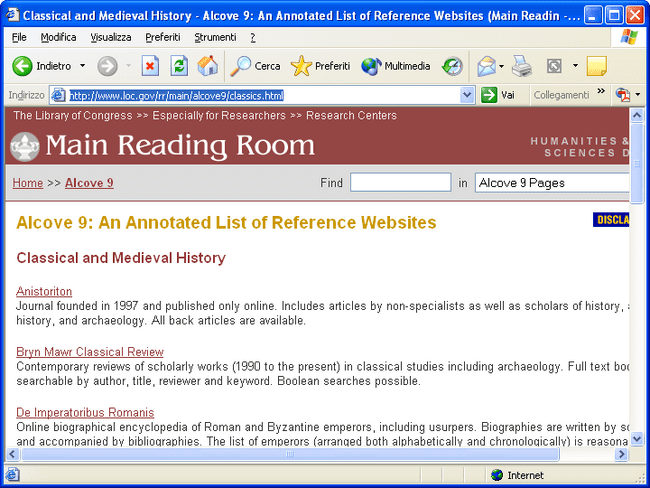 Classical and Medieval History - Alcove 9: An Annotated List of Reference Websites (Main Readin - ...
File Modifica Visualizza Preferiti Strumenti ?
Indietro Cerca Preferiti Multimedia
Indirizzo http://www.loc.gov/rr/main/alcove9/classics.html Vai Collegamenti »
The Library of Congress >> Especially for Researchers >> Research Centers
Main Reading Room
HUMANITIES &
SCIENCES D
Home >> Alcove 9 Find in Alcove 9 Pages
Alcove 9: An Annotated List of Reference Websites
DISCLA
Classical and Medieval History
Anistoriton
Journal founded in 1997 and published only online. Includes articles by non-specialists as well as scholars of history, a
history, and archaeology. All back articles are available.
Bryn Mawr Classical Review
Contemporary reviews of scholarly works (1990 to the present) in classical studies including archaeology. Full text boo
searchable by author, title, reviewer and keyword. Boolean searches possible.
De Imperatoribus Romanis
Online biographical encyclopedia of Roman and Byzantine emperors, including usurpers. Biographies are written by sc
and accompanied by bibliographies. The list of emperors (arranged both alphabetically and chronologically) is reasona
Internet